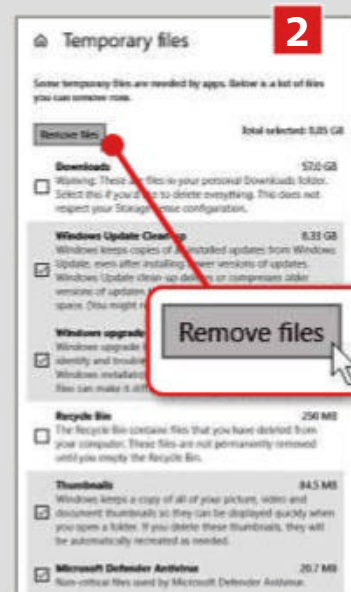 2
Temporary files
Some temporary files are needed by apps. Below is a list of files
you can remove now.
Remove files
Total selected: 8.85 GB
Downloads 57.0 GB
Warning: These are files in your personal Downloads folder.
Select this if you'd like to delete everything. This does not
respect your Storage Sense configuration.
Windows Update Clean-up 8.33 GB
Windows keeps copies of all installed updates from Windows
Update, even after installing newer versions of updates.
Windows Update clean-up deletes or compresses older
versions of updates
space. (You might
Windows upgrade
Windows upgrade
identify and
Windows installation
files can make it
Remove files
Recycle Bin 250 MB
The Recycle Bin contains files that you have deleted from
your computer. These files are not permanently removed
until you empty the Recycle Bin.
Thumbnails 84.5 MB
Windows keeps a copy of all of your picture, video and
document thumbnails so they can be displayed quickly when
you open a folder. If you delete these thumbnails, they will
be automatically recreated as needed.
Microsoft Defender Antivirus 20.7 MB
Non-critical files used by Microsoft Defender Antivirus